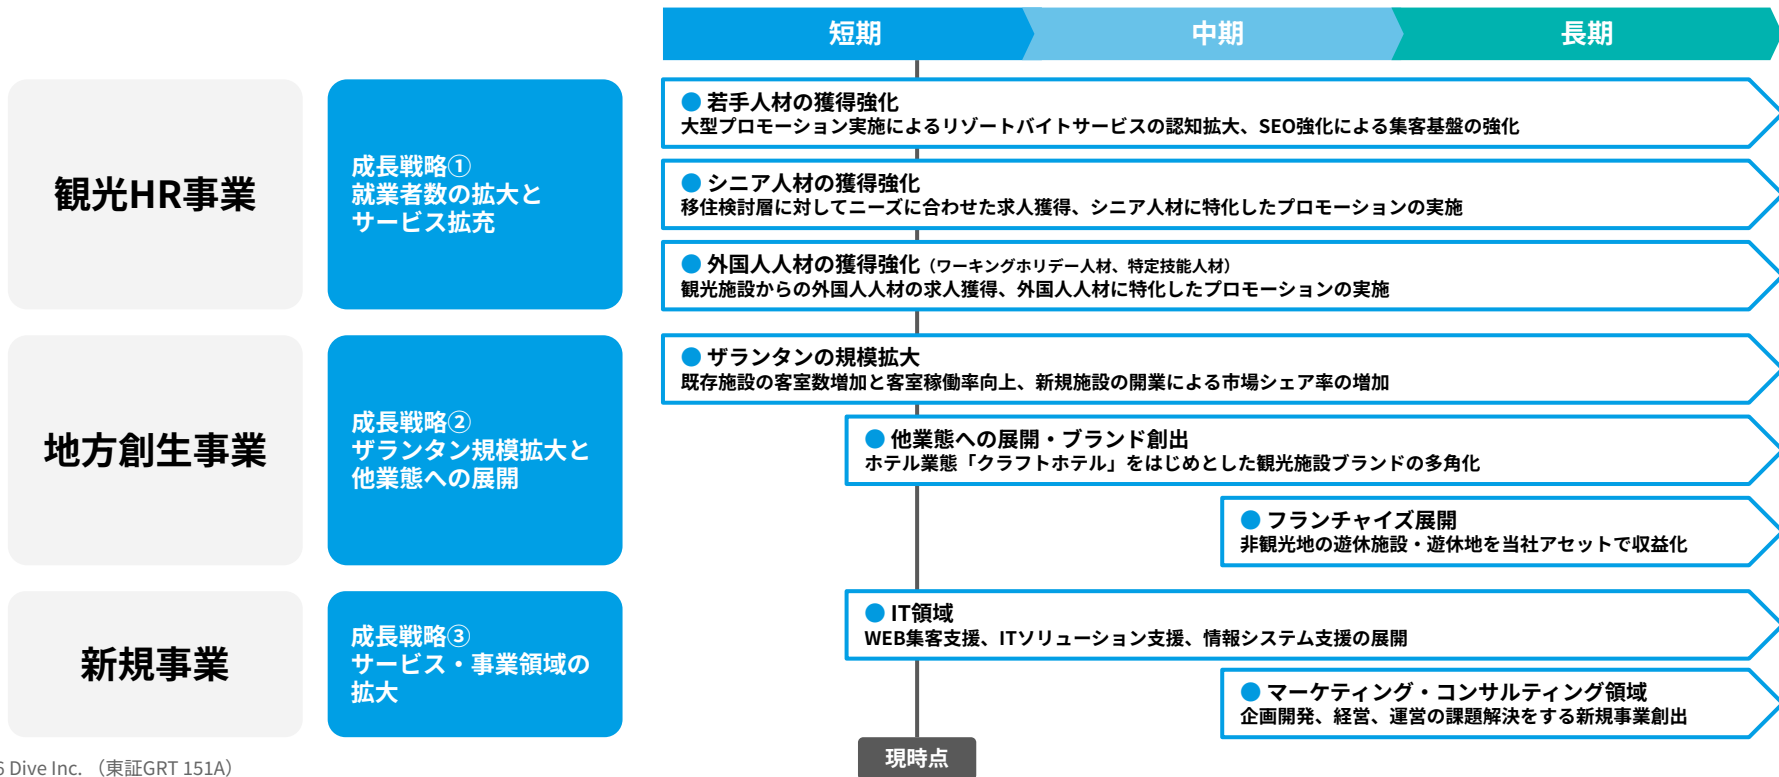 短期
中期
長期
観光HR事業
成長戦略①
就業者数の拡大と
サービス拡充
● 若手人材の獲得強化
大型プロモーション実施によるリゾートバイトサービスの認知拡大、SEO強化による集客基盤の強化
● シニア人材の獲得強化
移住検討層に対してニーズに合わせた求人獲得、シニア人材に特化したプロモーションの実施
● 外国人人材の獲得強化（ワーキングホリデー人材、特定技能人材）
観光施設からの外国人人材の求人獲得、外国人人材に特化したプロモーションの実施
地方創生事業
成長戦略②
ザランタン規模拡大と
他業態への展開
● ザランタンの規模拡大
既存施設の客室数増加と客室稼働率向上、新規施設の開業による市場シェア率の増加
● 他業態への展開・ブランド創出
ホテル業態「クラフトホテル」をはじめとした観光施設ブランドの多角化
● フランチャイズ展開
非観光地の遊休施設・遊休地を当社アセットで収益化
新規事業
成長戦略③
サービス・事業領域の
拡大
● IT領域
WEB集客支援、ITソリューション支援、情報システム支援の展開
● マーケティング・コンサルティング領域
企画開発、経営、運営の課題解決をする新規事業創出
現時点
6 Dive Inc. （東証GRT 151A）